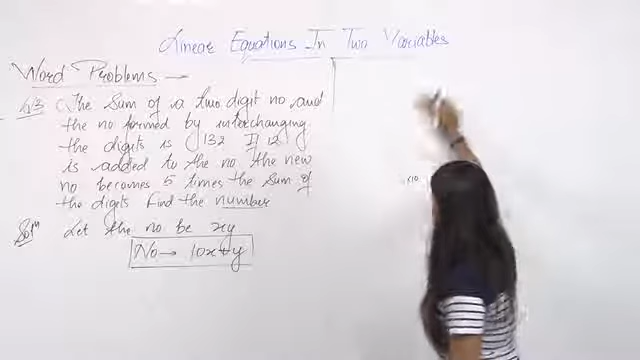 Linear Equations In Two Variables
Word Problems —
Q3 The Sum of a two digit no and
the no formed by interchanging
the digits is 132 If 12
is added to the no the new
no becomes 5 times the sum of
the digits find the number
Soln Let the no be xy
No → 10x+y